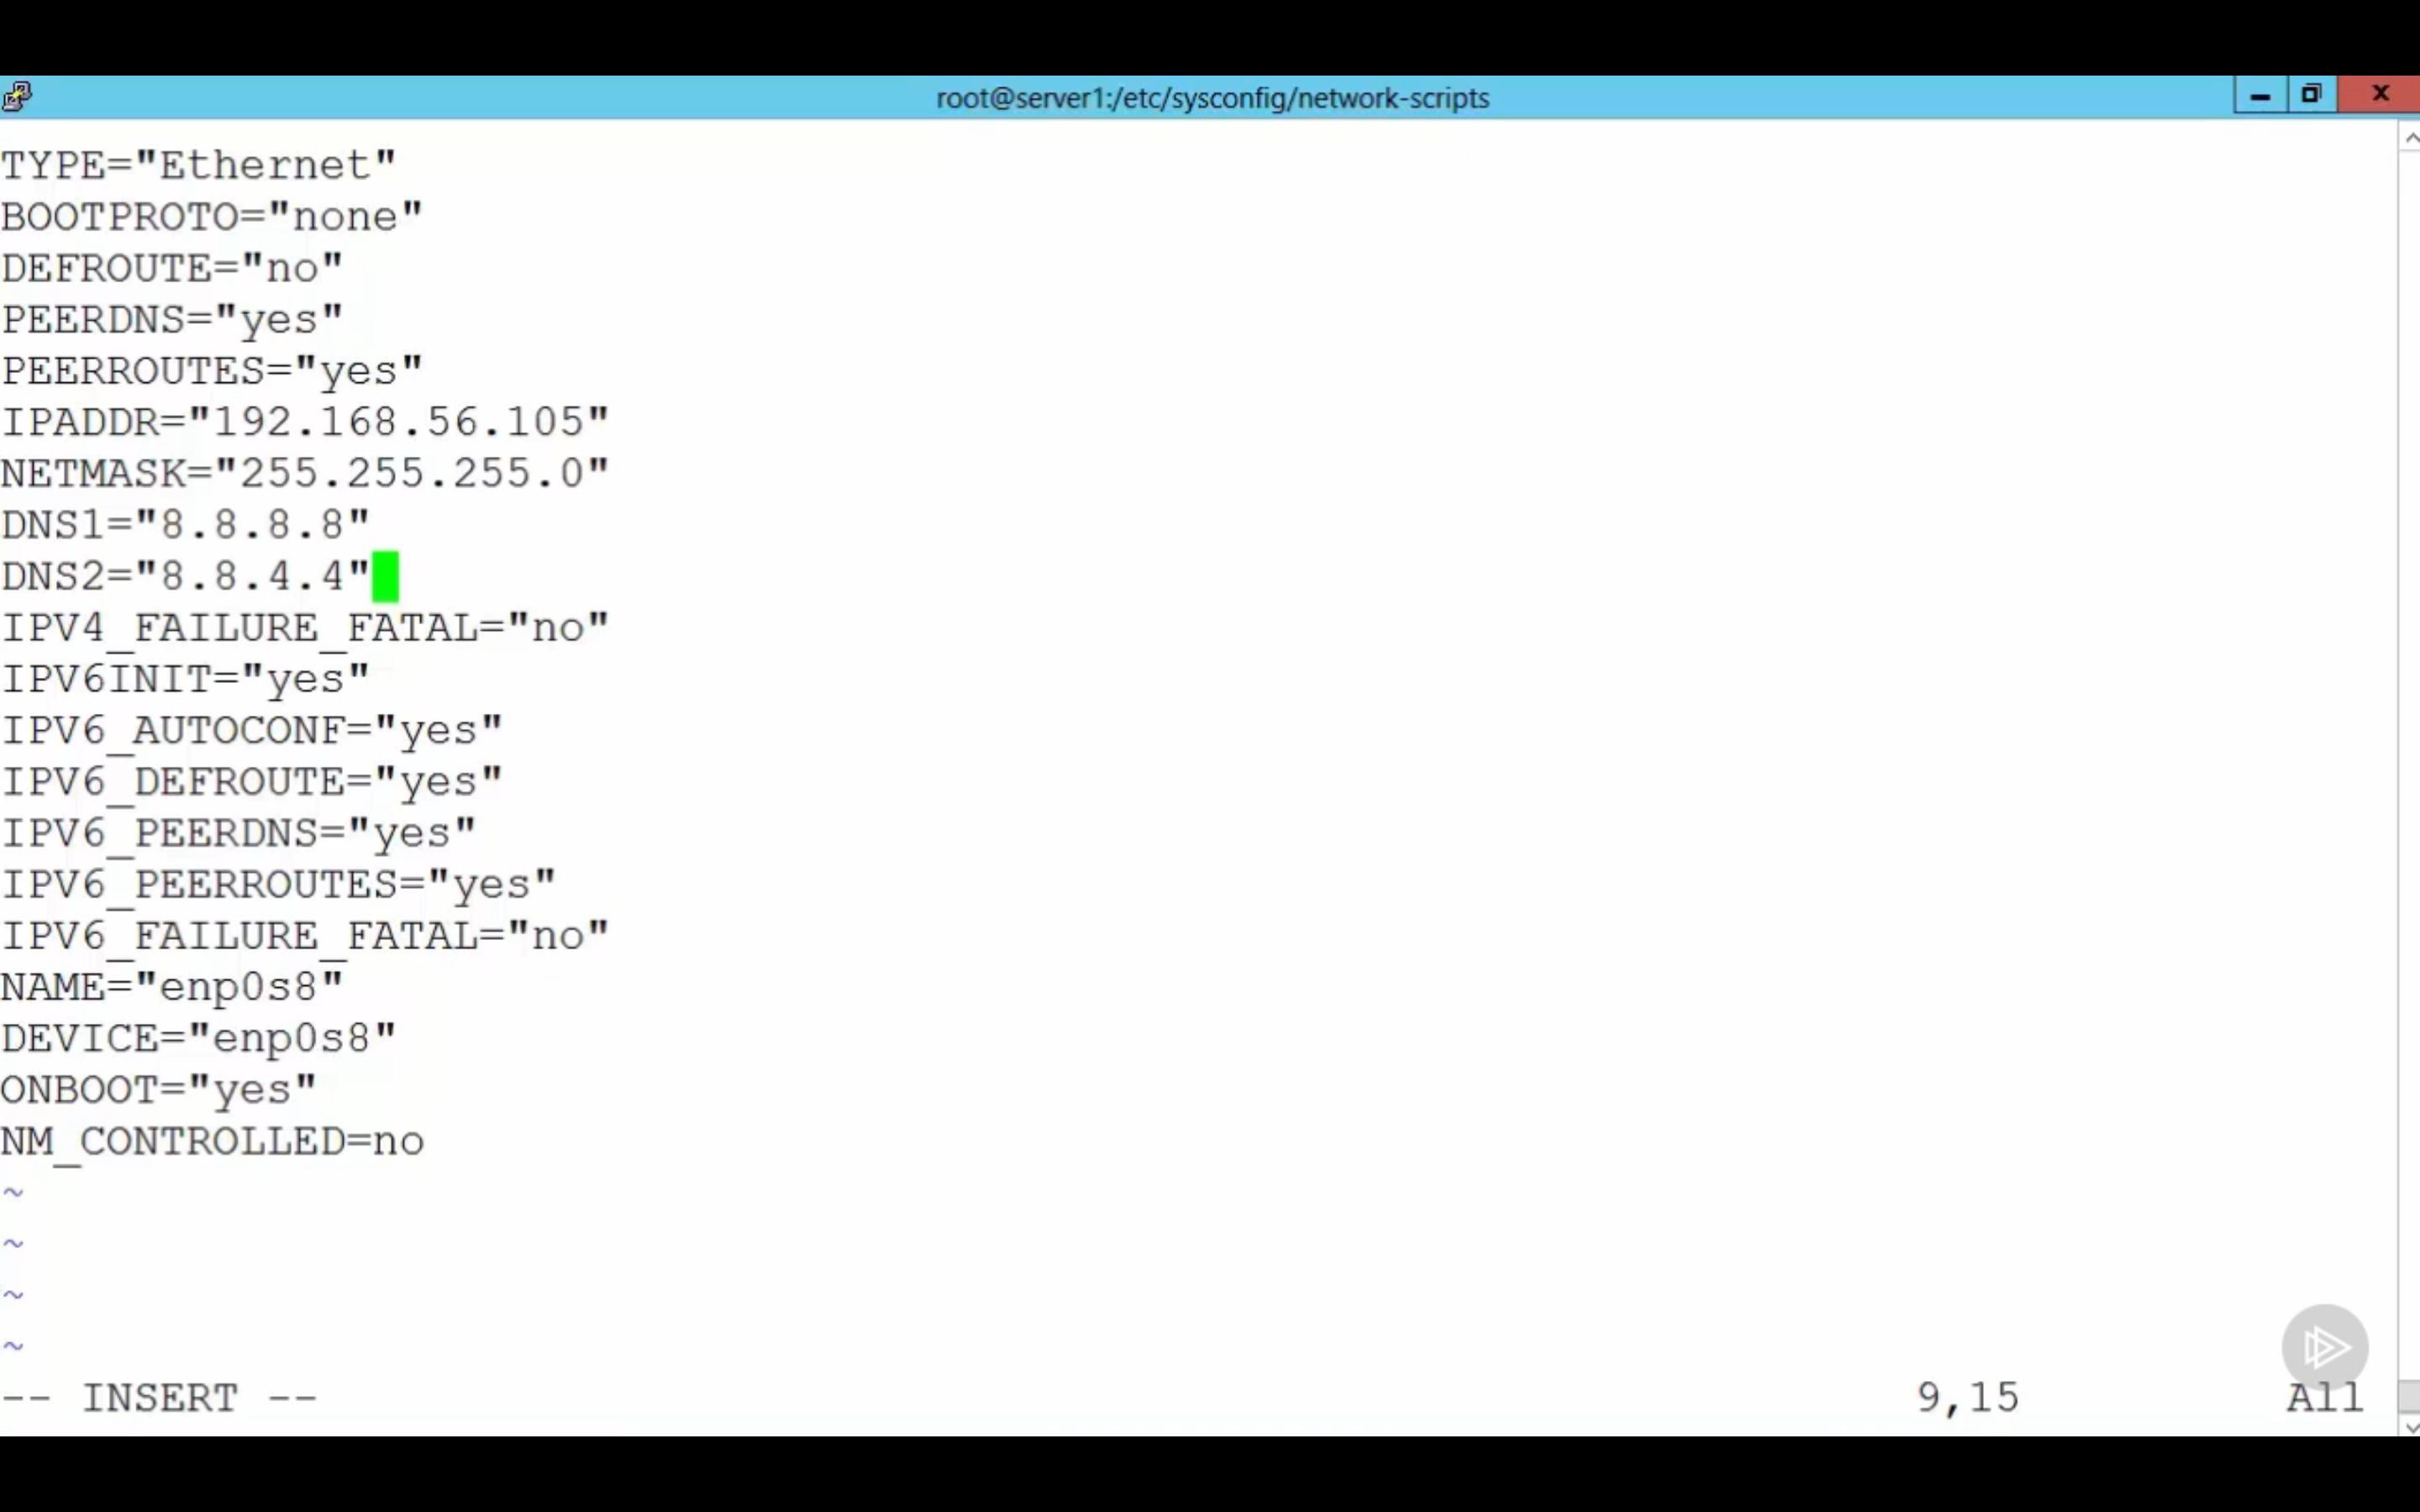 root@server1:/etc/sysconfig/network-scripts
TYPE="Ethernet"
BOOTPROTO="none"
DEFROUTE="no"
PEERDNS="yes"
PEERROUTES="yes"
IPADDR="192.168.56.105"
NETMASK="255.255.255.0"
DNS1="8.8.8.8"
DNS2="8.8.4.4"
IPV4_FAILURE_FATAL="no"
IPV6INIT="yes"
IPV6_AUTOCONF="yes"
IPV6_DEFROUTE="yes"
IPV6_PEERDNS="yes"
IPV6_PEERROUTES="yes"
IPV6_FAILURE_FATAL="no"
NAME="enp0s8"
DEVICE="enp0s8"
ONBOOT="yes"
NM_CONTROLLED=no
~
~
~
~
-- INSERT -- 9,15 All